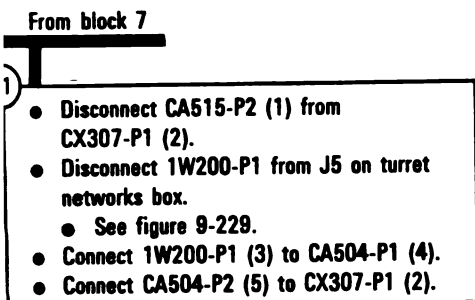 From block 7
1
● Disconnect CA515-P2 (1) from
CX307-P1 (2).
● Disconnect 1W200-P1 from J5 on turret
networks box.
● See figure 9-229.
● Connect 1W200-P1 (3) to CA504-P1 (4).
● Connect CA504-P2 (5) to CX307-P1 (2).